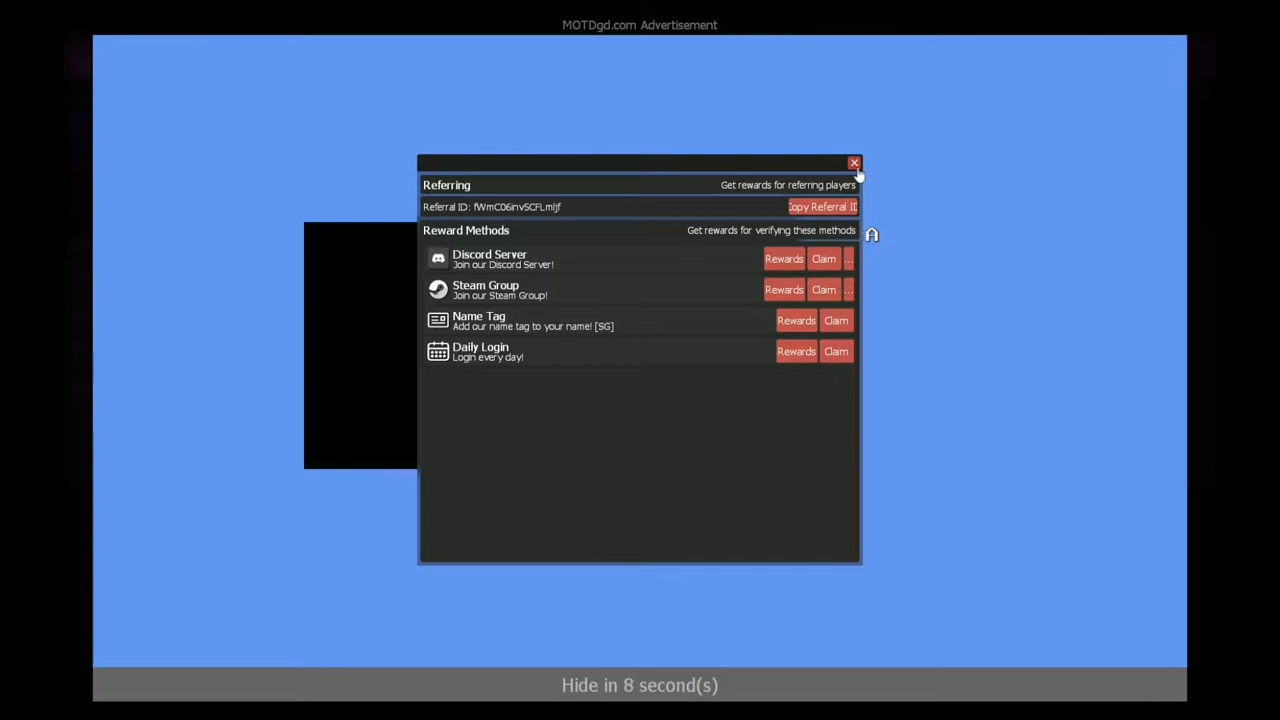 MOTDgd.com Advertisement
Referring
Get rewards for referring players
Referral ID: fWmC06invSCFLmljf
Copy Referral ID
Reward Methods
Get rewards for verifying these methods
Discord Server
Join our Discord Server!
Rewards Claim ...
Steam Group
Join our Steam Group!
Rewards Claim ...
Name Tag
Add our name tag to your name! [SG]
Rewards Claim
Daily Login
Login every day!
Rewards Claim
Hide in 8 second(s)